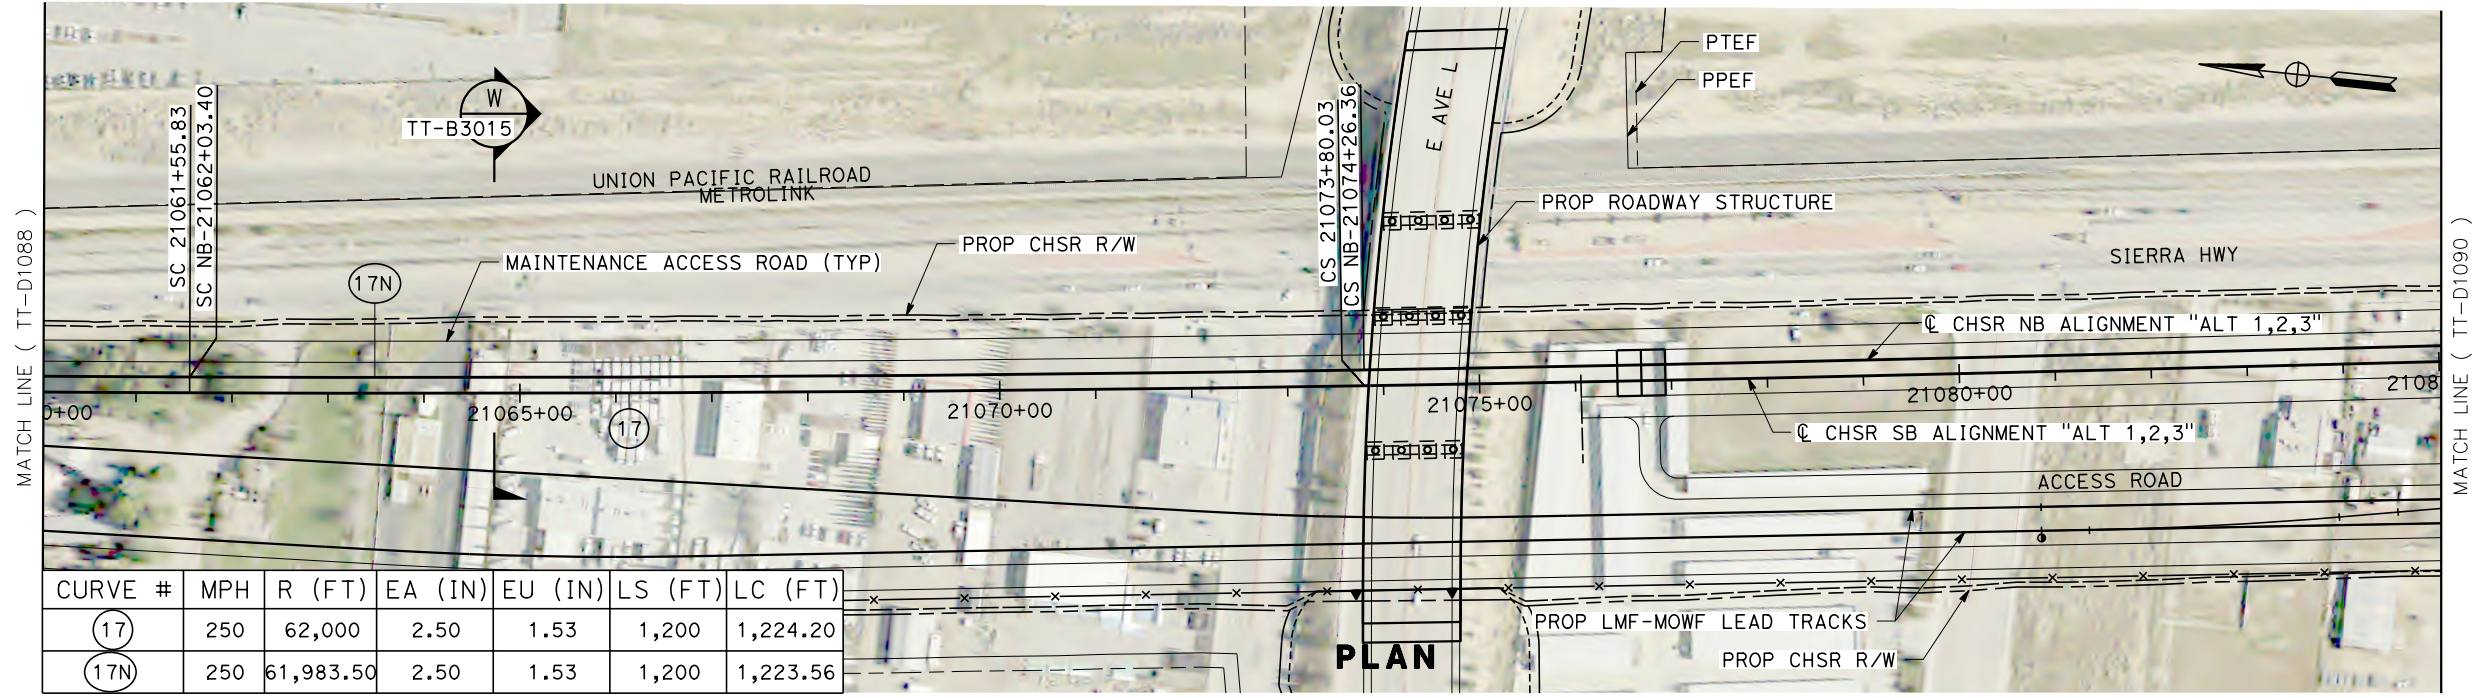 PTEF
PPEF
W
TT-B3015
E AVE L
SC 21061+55.83
SC NB-21062+03.40
CS 21073+80.03
CS NB-21074+26.36
UNION PACIFIC RAILROAD
METROLINK
PROP ROADWAY STRUCTURE
PROP CHSR R/W
MAINTENANCE ACCESS ROAD (TYP)
SIERRA HWY
17N
MATCH LINE ( TT-D1088 )
MATCH LINE ( TT-D1090 )
℄ CHSR NB ALIGNMENT "ALT 1,2,3"
0+00
21065+00
21070+00
21075+00
21080+00
2108
17
℄ CHSR SB ALIGNMENT "ALT 1,2,3"
ACCESS ROAD
CURVE # MPH R (FT) EA (IN) EU (IN) LS (FT) LC (FT)
17 250 62,000 2.50 1.53 1,200 1,224.20
17N 250 61,983.50 2.50 1.53 1,200 1,223.56
PROP LMF-MOWF LEAD TRACKS
PROP CHSR R/W
PLAN